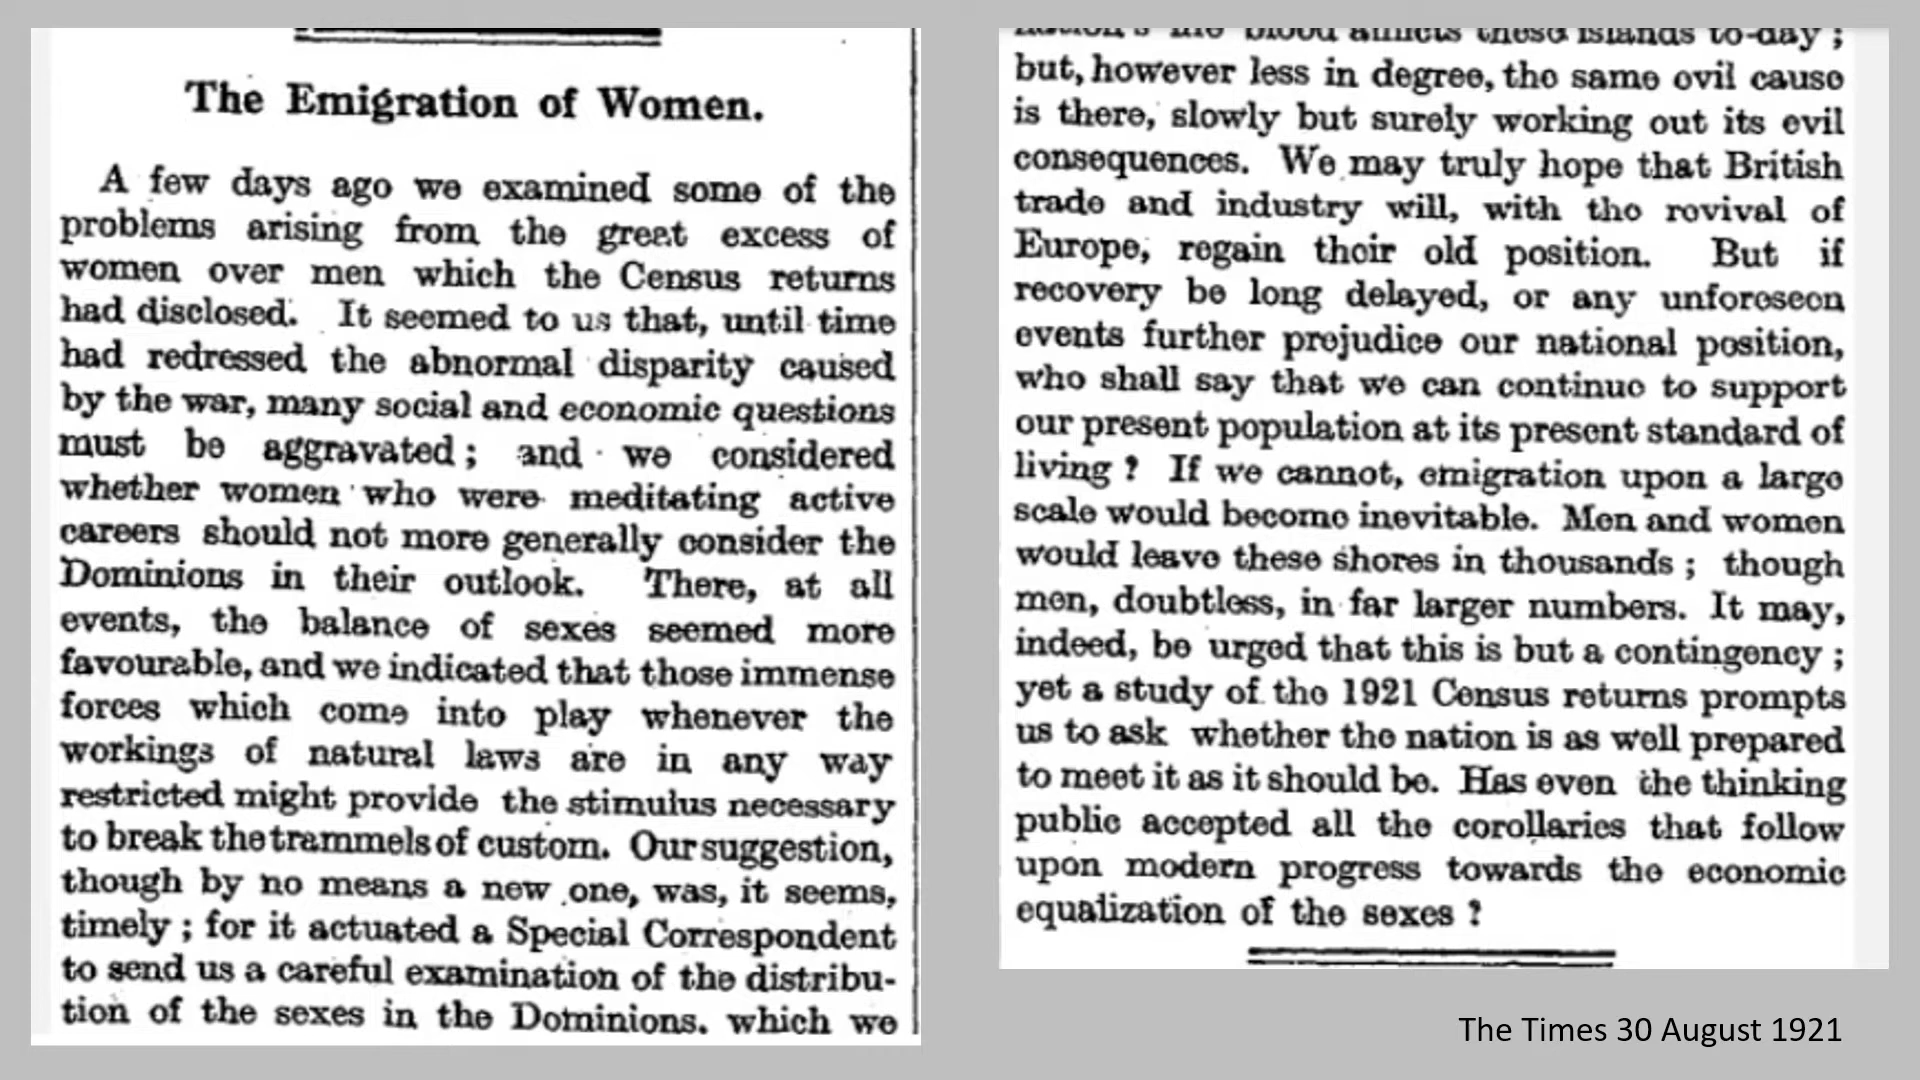 The Emigration of Women.
A few days ago we examined some of the
problems arising from the great excess of
women over men which the Census returns
had disclosed. It seemed to us that, until time
had redressed the abnormal disparity caused
by the war, many social and economic questions
must be aggravated; and we considered
whether women who were meditating active
careers should not more generally consider the
Dominions in their outlook. There, at all
events, the balance of sexes seemed more
favourable, and we indicated that those immense
forces which come into play whenever the
workings of natural laws are in any way
restricted might provide the stimulus necessary
to break the trammels of custom. Our suggestion,
though by no means a new one, was, it seems,
timely; for it actuated a Special Correspondent
to send us a careful examination of the distribu-
tion of the sexes in the Dominions, which we
nation's life blood afflicts these islands to-day;
but, however less in degree, the same evil cause
is there, slowly but surely working out its evil
consequences. We may truly hope that British
trade and industry will, with the revival of
Europe, regain their old position. But if
recovery be long delayed, or any unforeseen
events further prejudice our national position,
who shall say that we can continue to support
our present population at its present standard of
living? If we cannot, emigration upon a large
scale would become inevitable. Men and women
would leave these shores in thousands; though
men, doubtless, in far larger numbers. It may,
indeed, be urged that this is but a contingency;
yet a study of the 1921 Census returns prompts
us to ask whether the nation is as well prepared
to meet it as it should be. Has even the thinking
public accepted all the corollaries that follow
upon modern progress towards the economic
equalization of the sexes?
The Times 30 August 1921